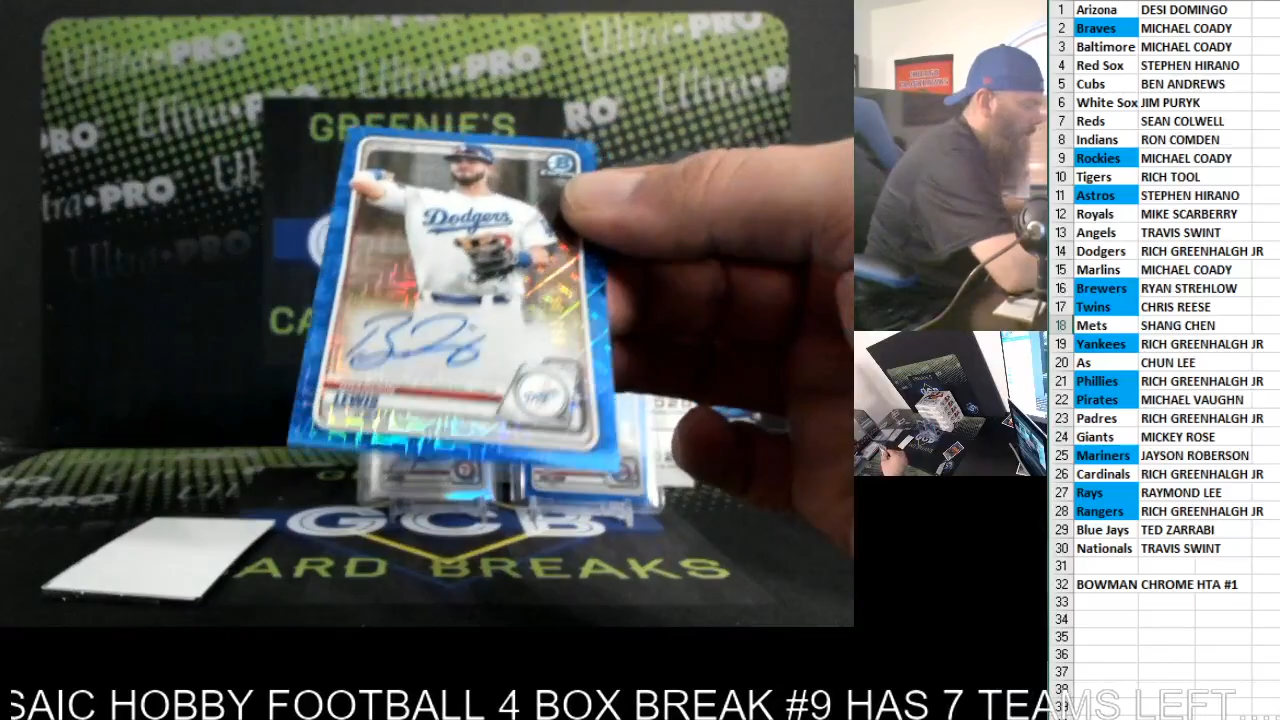 Ultra•PRO
GREENIE'S
Dodgers
LEWIS
GCB
CARD BREAKS
1 Arizona DESI DOMINGO
2 Braves MICHAEL COADY
3 Baltimore MICHAEL COADY
4 Red Sox STEPHEN HIRANO
5 Cubs BEN ANDREWS
6 White Sox JIM PURYK
7 Reds SEAN COLWELL
8 Indians RON COMDEN
9 Rockies MICHAEL COADY
10 Tigers RICH TOOL
11 Astros STEPHEN HIRANO
12 Royals MIKE SCARBERRY
13 Angels TRAVIS SWINT
14 Dodgers RICH GREENHALGH JR
15 Marlins MICHAEL COADY
16 Brewers RYAN STREHLOW
17 Twins CHRIS REESE
18 Mets SHANG CHEN
19 Yankees RICH GREENHALGH JR
20 As CHUN LEE
21 Phillies RICH GREENHALGH JR
22 Pirates MICHAEL VAUGHN
23 Padres RICH GREENHALGH JR
24 Giants MICKEY ROSE
25 Mariners JAYSON ROBERSON
26 Cardinals RICH GREENHALGH JR
27 Rays RAYMOND LEE
28 Rangers RICH GREENHALGH JR
29 Blue Jays TED ZARRABI
30 Nationals TRAVIS SWINT
31
32 BOWMAN CHROME HTA #1
33
34
35
36
37
38
39
SAIC HOBBY FOOTBALL 4 BOX BREAK #9 HAS 7 TEAMS LEFT....